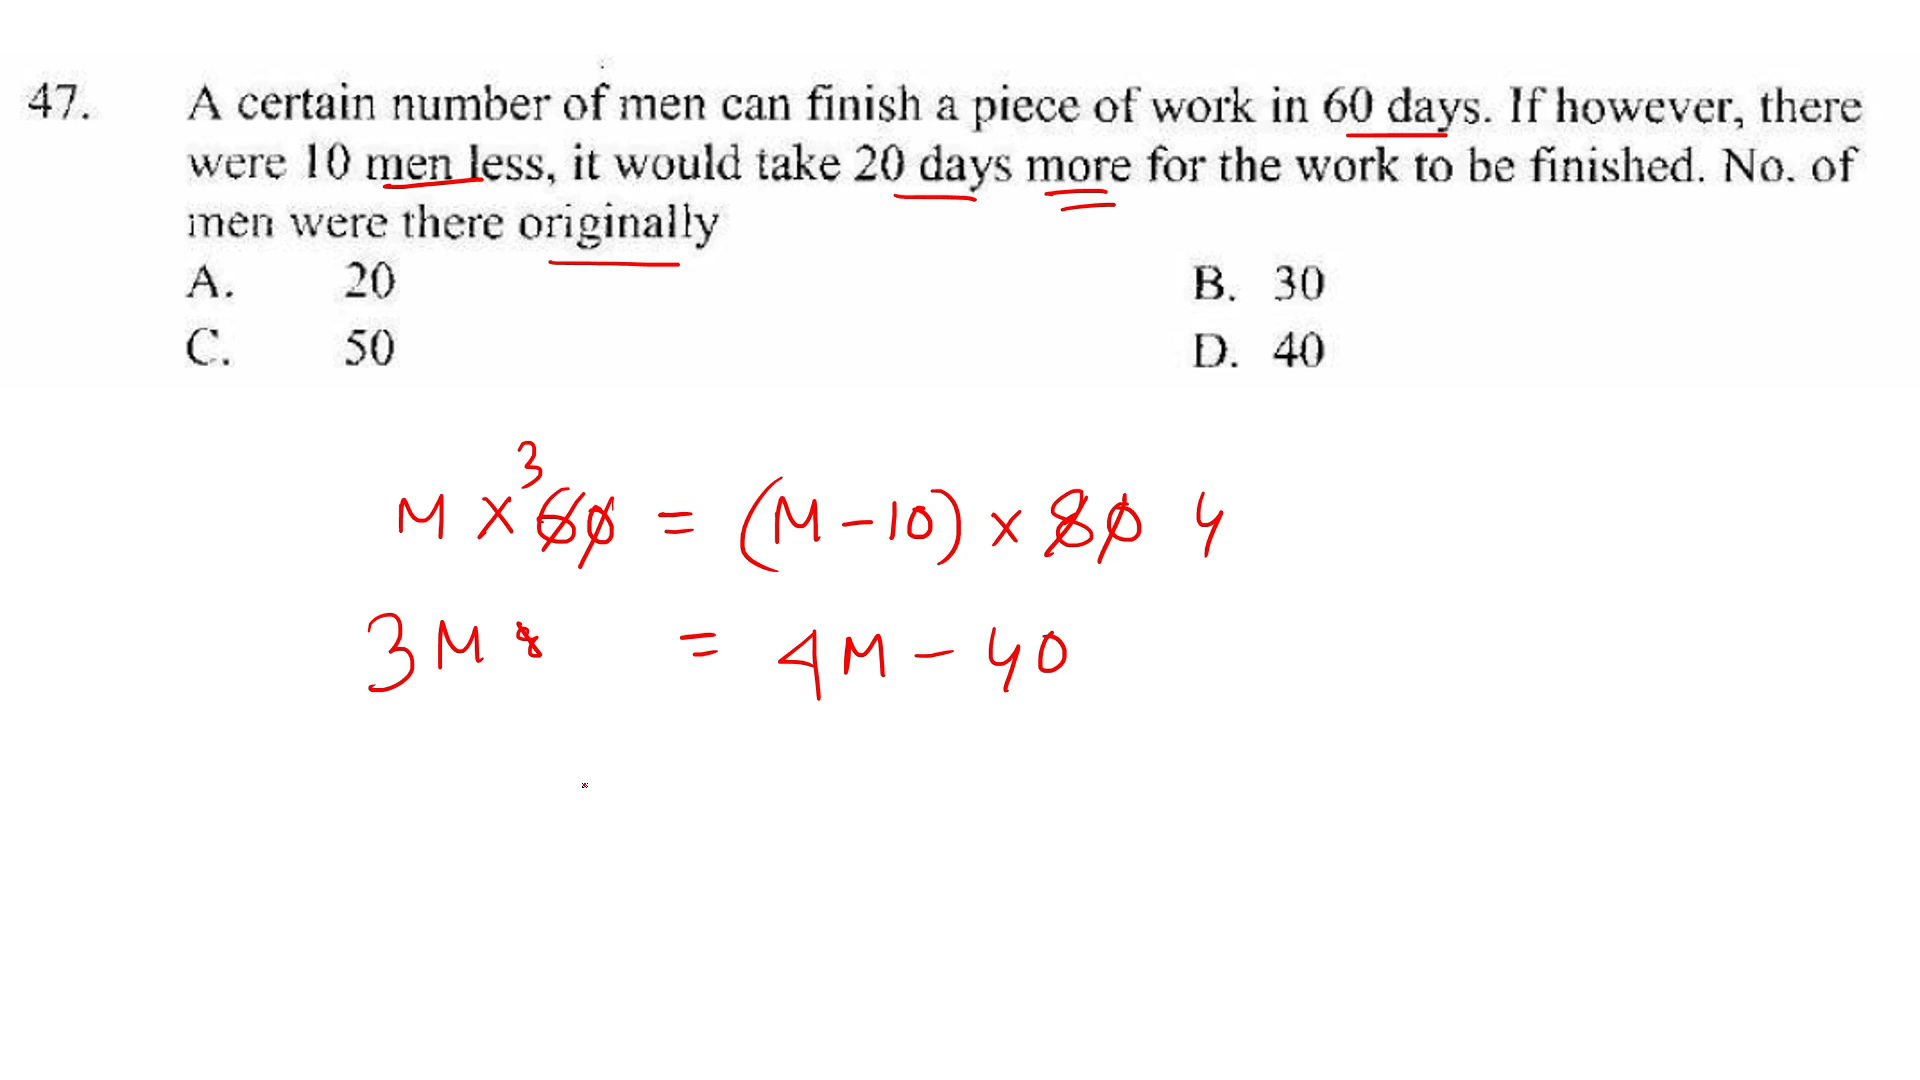 47. A certain number of men can finish a piece of work in 60 days. If however, there
were 10 men less, it would take 20 days more for the work to be finished. No. of
men were there originally
A. 20 B. 30
C. 50 D. 40
3
M × 60 = (M - 10) × 80 4
3M = 4M - 40